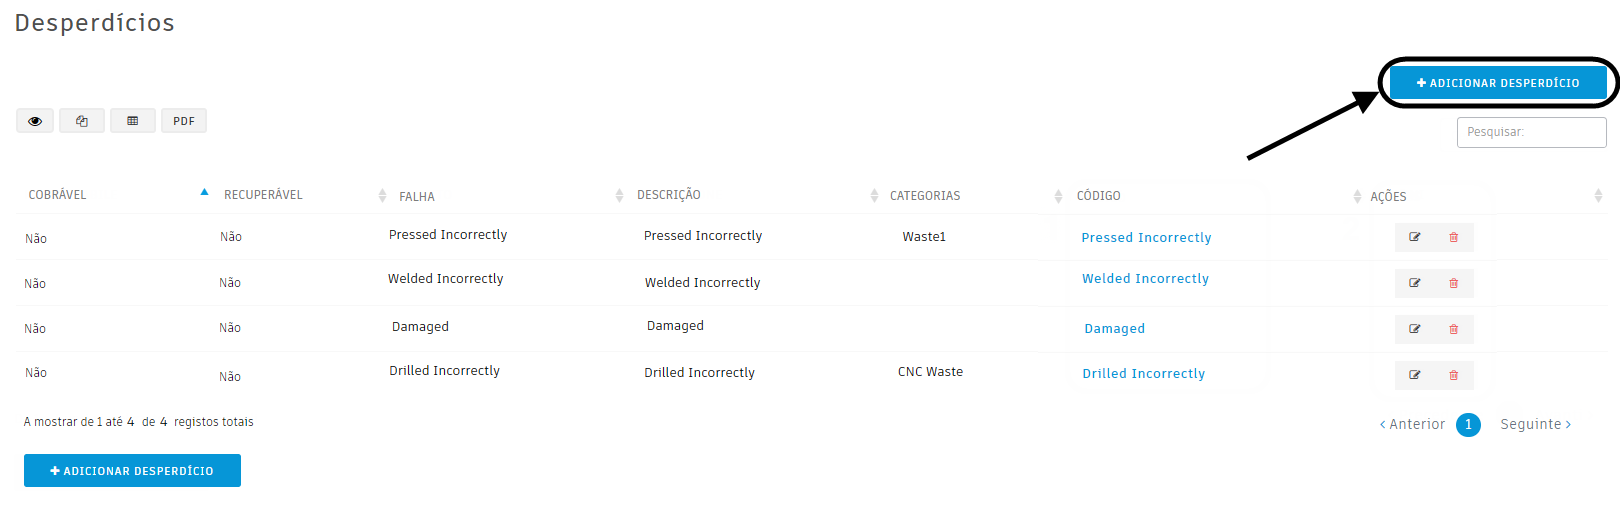 Desperdícios
ADICIONAR DESPERDÍCIO
PDF
Pesquisar:
COBRÁVEL RECUPERÁVEL FALHA DESCRIÇÃO CATEGORIAS CÓDIGO AÇÕES
Não Não Pressed Incorrectly Pressed Incorrectly Waste1 Pressed Incorrectly
Não Não Welded Incorrectly Welded Incorrectly Welded Incorrectly
Não Não Damaged Damaged Damaged
Não Não Drilled Incorrectly Drilled Incorrectly CNC Waste Drilled Incorrectly
A mostrar de 1 até 4 de 4 registos totais
‹ Anterior 1 Seguinte ›
ADICIONAR DESPERDÍCIO